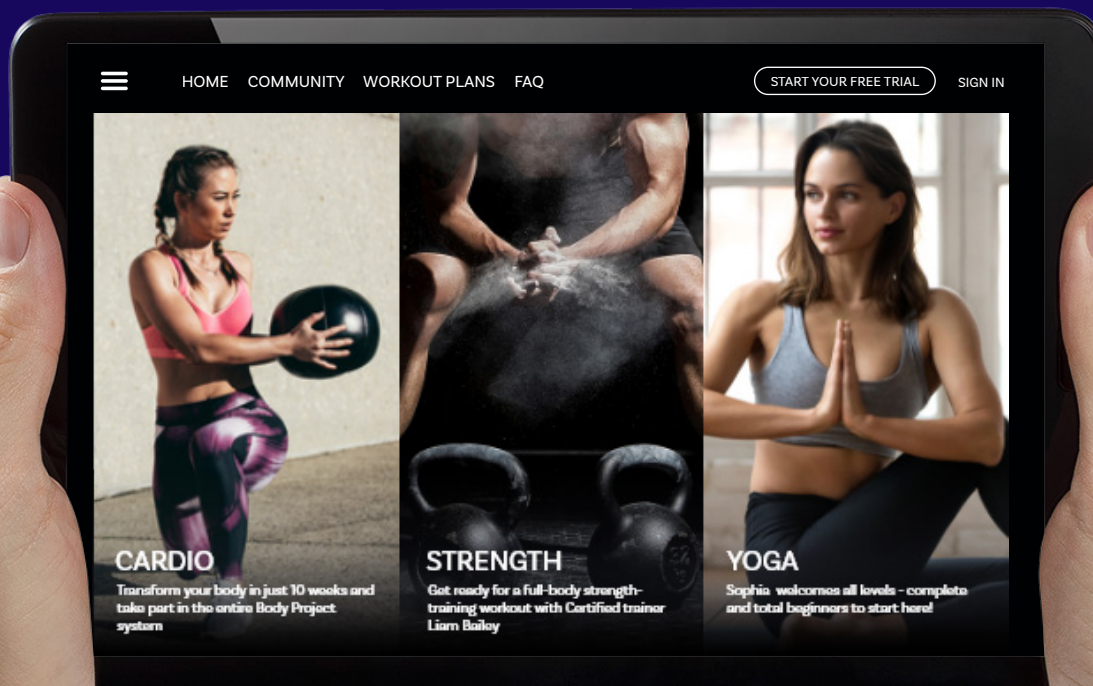 HOME COMMUNITY WORKOUT PLANS FAQ START YOUR FREE TRIAL SIGN IN
CARDIO
Transform your body in just 10 weeks and
take part in the entire Body Project
system
STRENGTH
Get ready for a full-body strength-
training workout with Certified trainer
Liam Bailey
YOGA
Sophia welcomes all levels - complete
and total beginners to start here!